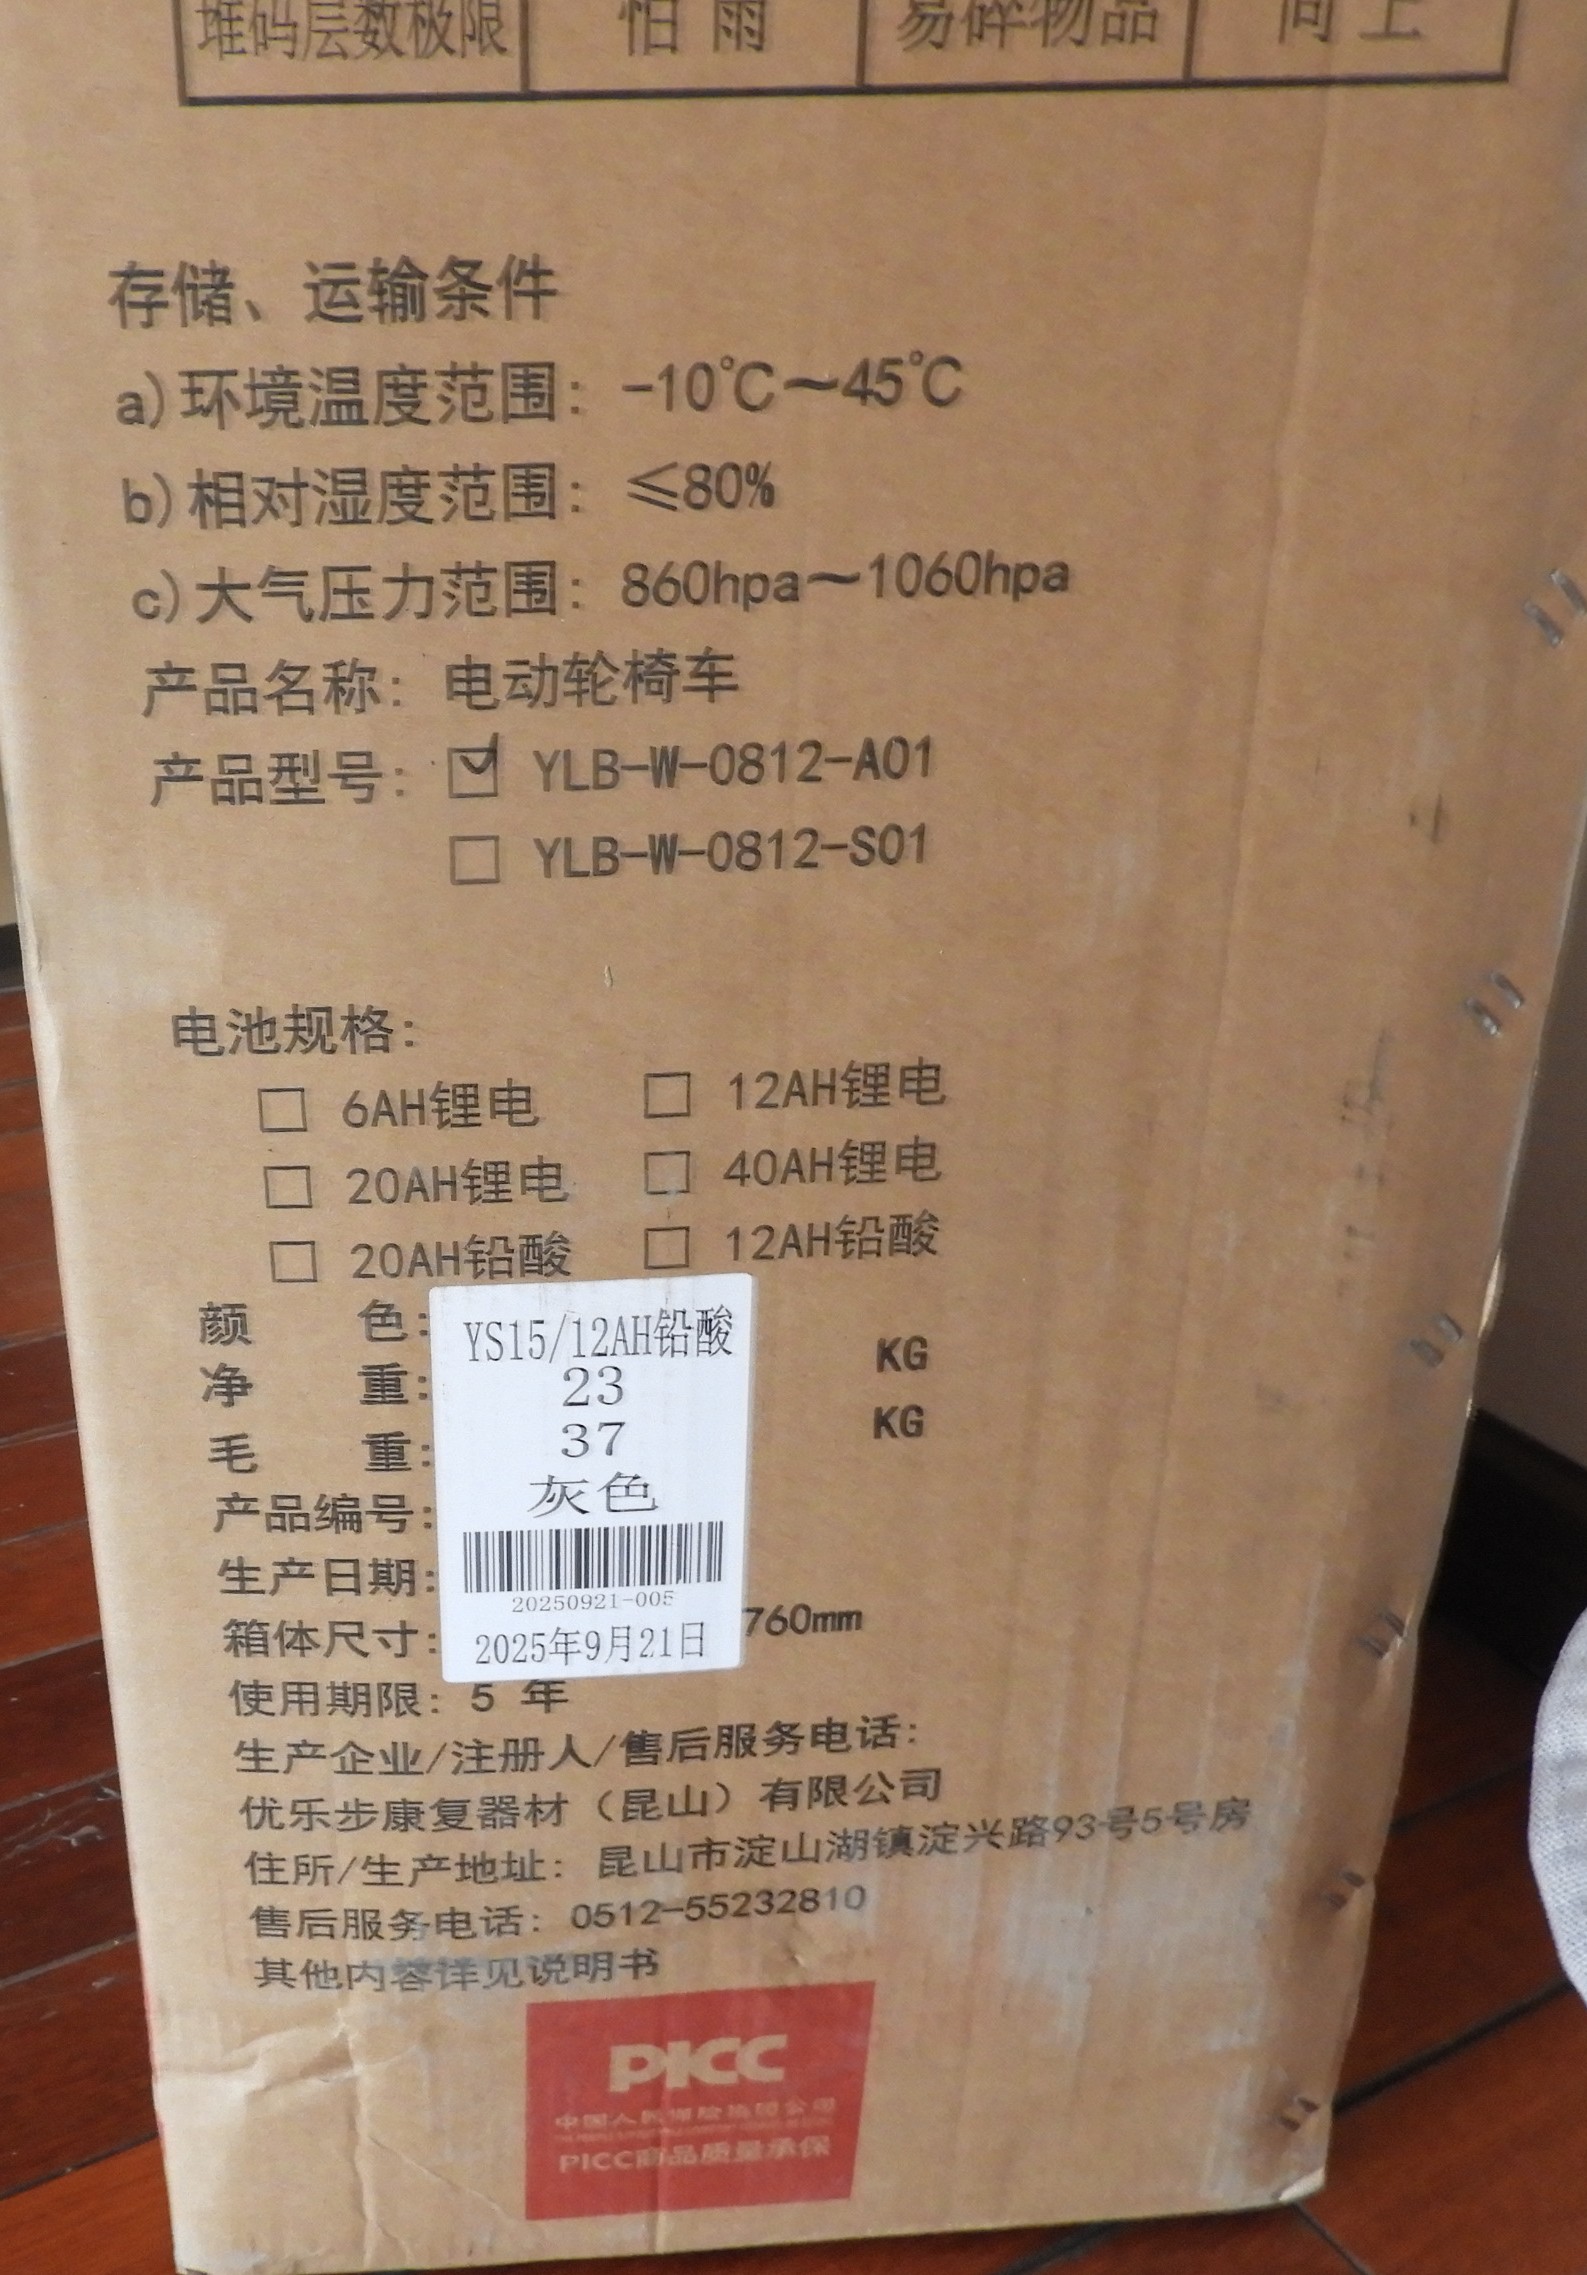 堆码层数极限 怕雨 易碎物品 向上
存储、运输条件
a)环境温度范围：-10℃～45℃
b)相对湿度范围：≤80%
c)大气压力范围：860hpa～1060hpa
产品名称：电动轮椅车
产品型号：☑ YLB-W-0812-A01
☐ YLB-W-0812-S01
电池规格：
☐ 6AH锂电 ☐ 12AH锂电
☐ 20AH锂电 ☐ 40AH锂电
☐ 20AH铅酸 ☐ 12AH铅酸
颜 色：
净 重： KG
毛 重： KG
产品编号：
生产日期：
箱体尺寸： 760mm
YS15/12AH铅酸
23
37
灰色
20250921-005
2025年9月21日
使用期限：5 年
生产企业/注册人/售后服务电话：
优乐步康复器材（昆山）有限公司
住所/生产地址：昆山市淀山湖镇淀兴路93号5号房
售后服务电话：0512-55232810
其他内容详见说明书
PICC
中国人民保险集团公司
PICC商品质量承保